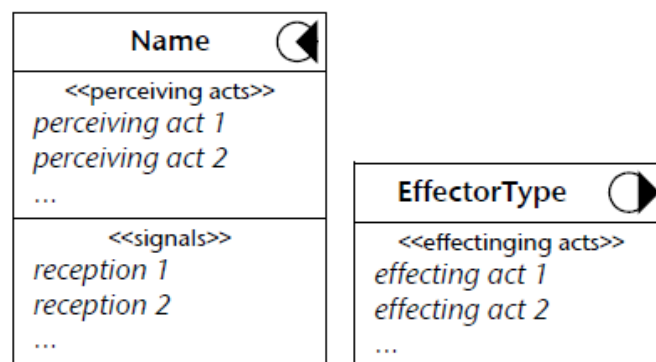 Name
<<perceiving acts>>
perceiving act 1
perceiving act 2
...
<<signals>>
reception 1
reception 2
...
EffectorType
<<effectinging acts>>
effecting act 1
effecting act 2
...